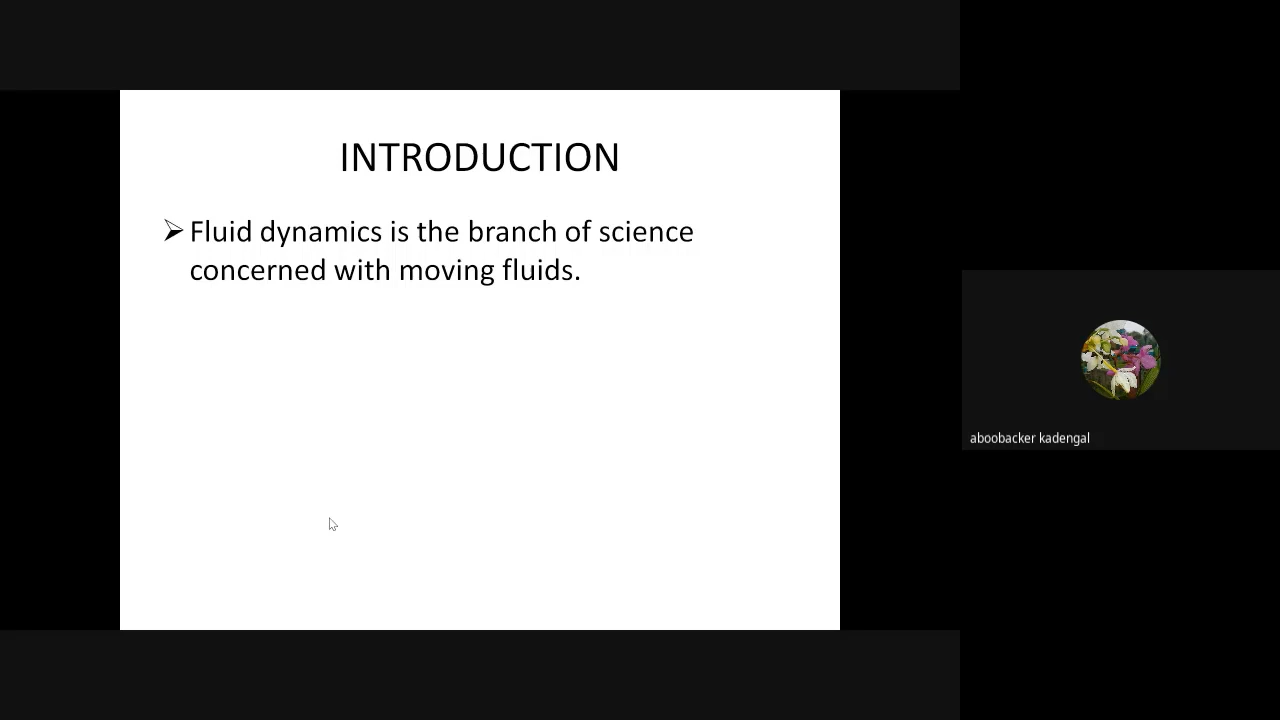 INTRODUCTION
➢Fluid dynamics is the branch of science
concerned with moving fluids.
aboobacker kadengal